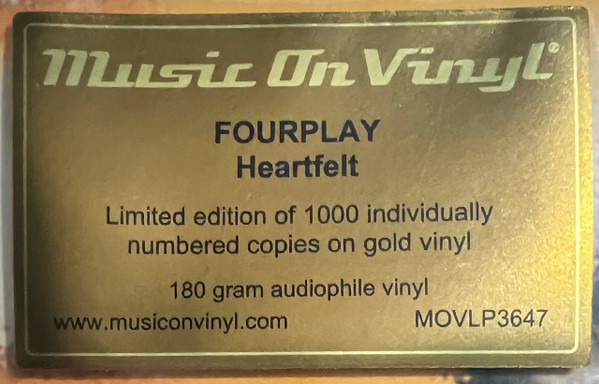 Music On Vinyl®
FOURPLAY
Heartfelt
Limited edition of 1000 individually
numbered copies on gold vinyl
180 gram audiophile vinyl
www.musiconvinyl.com MOVLP3647